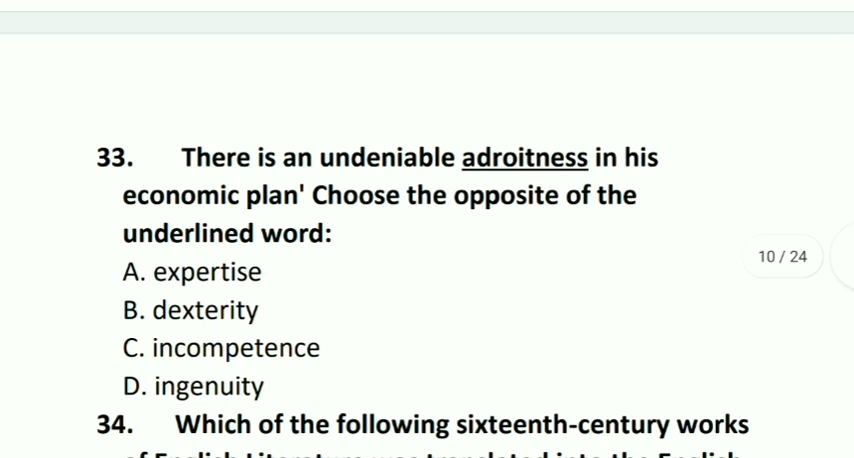 33. There is an undeniable adroitness in his
economic plan' Choose the opposite of the
underlined word:
10 / 24
A. expertise
B. dexterity
C. incompetence
D. ingenuity
34. Which of the following sixteenth-century works